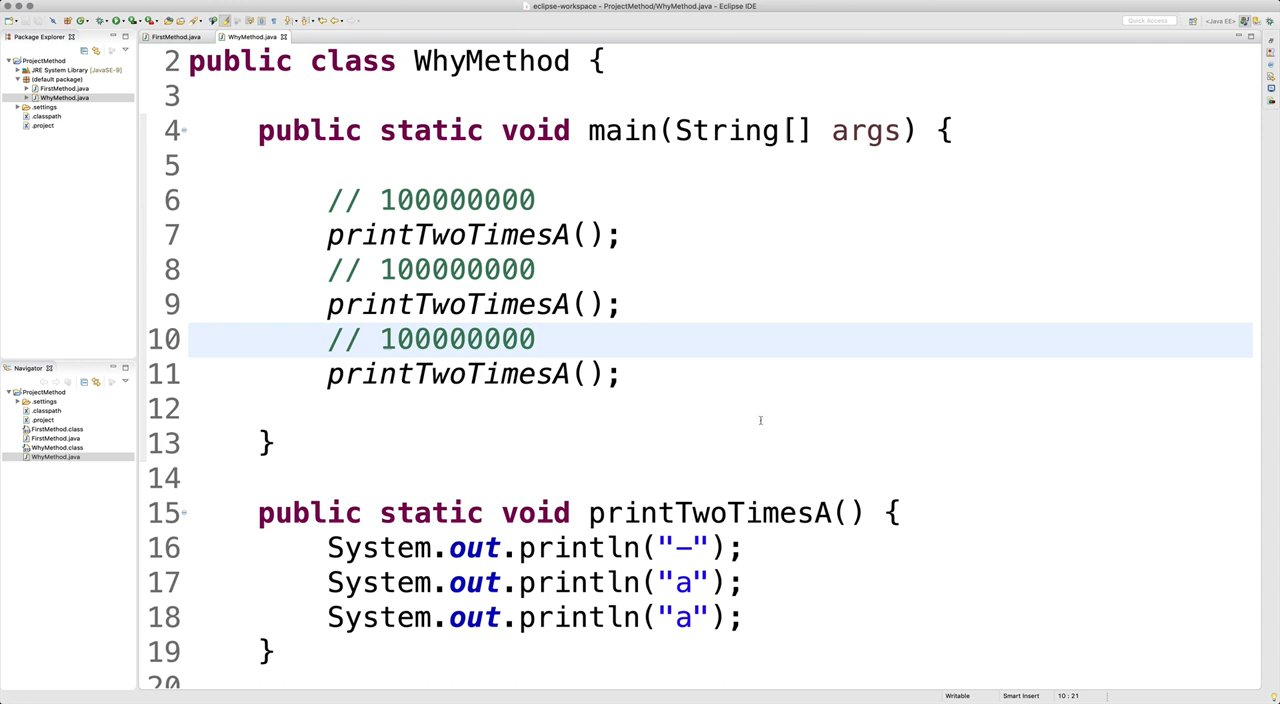 eclipse-workspace - ProjectMethod/WhyMethod.java - Eclipse IDE
Quick Access
<Java EE>
Package Explorer
ProjectMethod
JRE System Library [JavaSE-9]
(default package)
FirstMethod.java
WhyMethod.java
.settings
.classpath
.project
Navigator
ProjectMethod
.settings
.classpath
.project
FirstMethod.class
FirstMethod.java
WhyMethod.class
WhyMethod.java
FirstMethod.java
WhyMethod.java
2 public class WhyMethod {
3
4 public static void main(String[] args) {
5
6 // 100000000
7 printTwoTimesA();
8 // 100000000
9 printTwoTimesA();
10 // 100000000
11 printTwoTimesA();
12
13 }
14
15 public static void printTwoTimesA() {
16 System.out.println("-");
17 System.out.println("a");
18 System.out.println("a");
19 }
20
Writable
Smart Insert
10 : 21